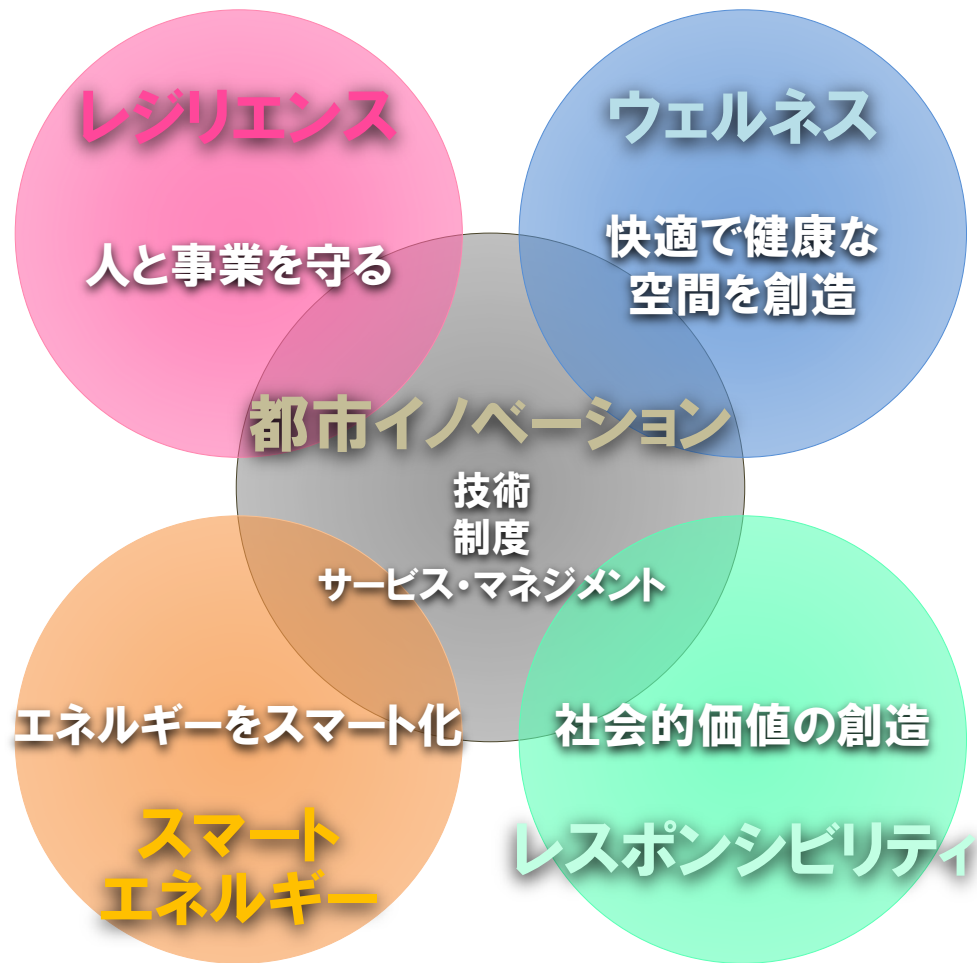 レジリエンス
人と事業を守る
ウェルネス
快適で健康な
空間を創造
都市イノベーション
技術
制度
サービス・マネジメント
エネルギーをスマート化
スマート
エネルギー
社会的価値の創造
レスポンシビリティ